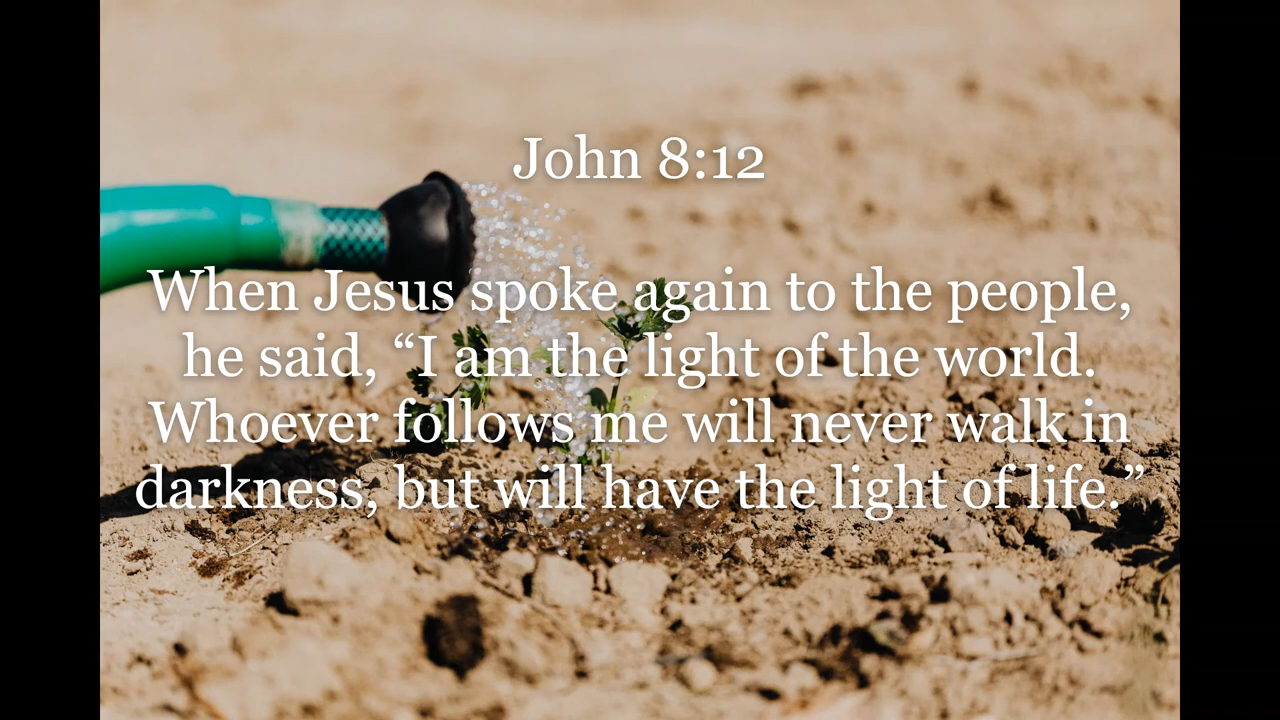 John 8:12
When Jesus spoke again to the people,
he said, “I am the light of the world.
Whoever follows me will never walk in
darkness, but will have the light of life.”